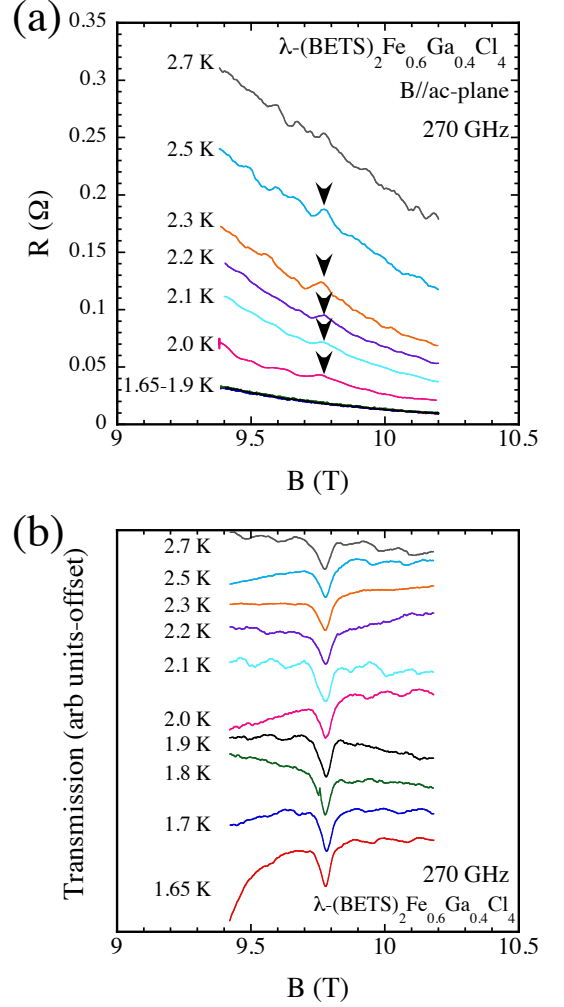 (a)
0.35
0.3
0.25
0.2
0.15
0.1
0.05
0
R (Ω)
λ-(BETS)₂Fe₀.₆Ga₀.₄Cl₄
B//ac-plane
270 GHz
2.7 K
2.5 K
2.3 K
2.2 K
2.1 K
2.0 K
1.65-1.9 K
9 9.5 10 10.5
B (T)
(b)
Transmission (arb units-offset)
2.7 K
2.5 K
2.3 K
2.2 K
2.1 K
2.0 K
1.9 K
1.8 K
1.7 K
1.65 K
270 GHz
λ-(BETS)₂Fe₀.₆Ga₀.₄Cl₄
9 9.5 10 10.5
B (T)